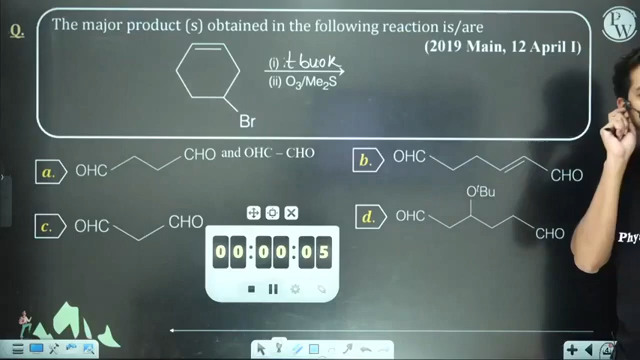 Q. The major product (s) obtained in the following reaction is/are
(2019 Main, 12 April I)
(i) .t buok
(ii) O3/Me2S
Br
a. OHC CHO and OHC – CHO
b. OHC CHO
c. OHC CHO
d. OHC OᵗBu CHO
00:00:05
PW
Phy